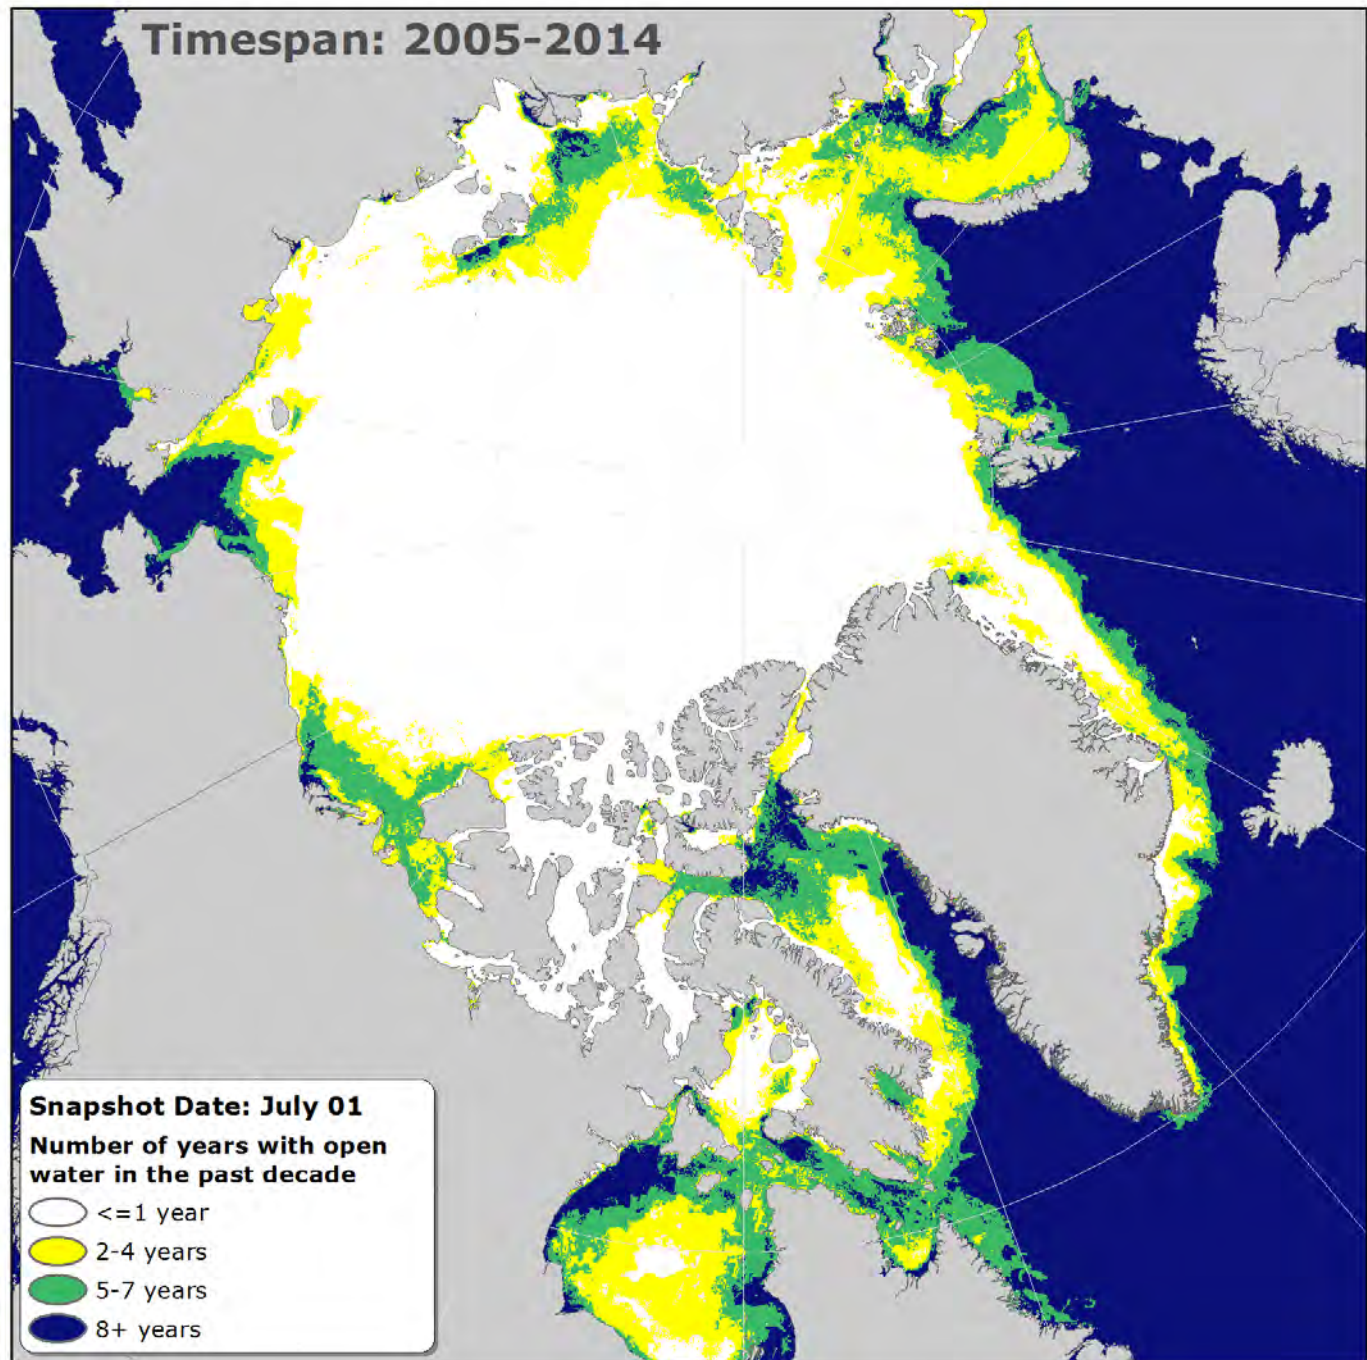 Timespan: 2005-2014
Snapshot Date: July 01
Number of years with open
water in the past decade
<=1 year
2-4 years
5-7 years
8+ years